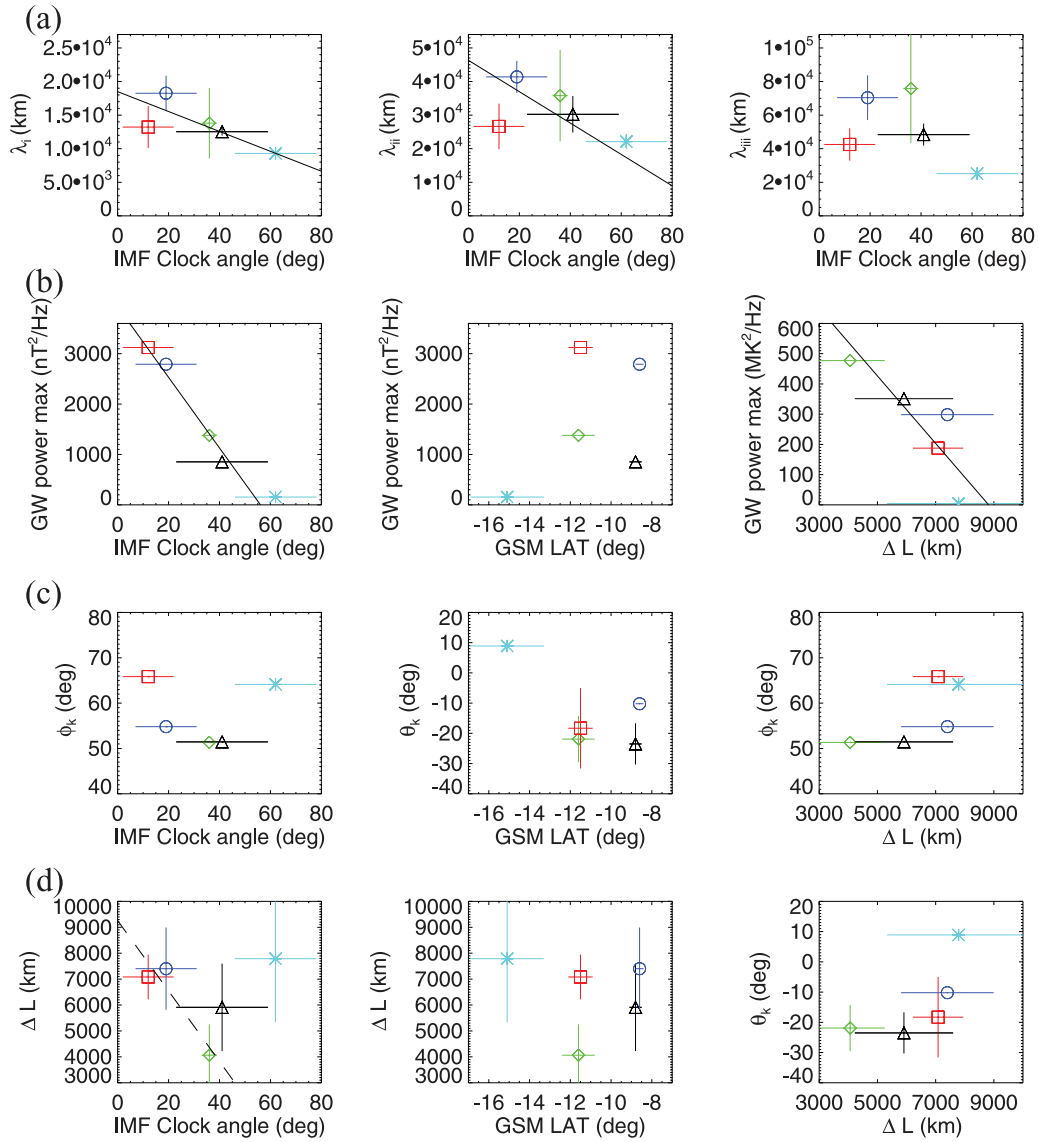 (a)
2.5•10⁴
2.0•10⁴
1.5•10⁴
1.0•10⁴
5.0•10³
0
λᵢ (km)
0 20 40 60 80
IMF Clock angle (deg)
5•10⁴
4•10⁴
3•10⁴
2•10⁴
1•10⁴
0
λᵢᵢ (km)
0 20 40 60 80
IMF Clock angle (deg)
1•10⁵
8•10⁴
6•10⁴
4•10⁴
2•10⁴
0
λᵢᵢᵢ (km)
0 20 40 60 80
IMF Clock angle (deg)
(b)
3000
2000
1000
0
GW power max (nT²/Hz)
0 20 40 60 80
IMF Clock angle (deg)
3000
2000
1000
0
GW power max (nT²/Hz)
-16 -14 -12 -10 -8
GSM LAT (deg)
600
500
400
300
200
100
0
GW power max (MK²/Hz)
3000 5000 7000 9000
Δ L (km)
(c)
80
70
60
50
40
ϕₖ (deg)
0 20 40 60 80
IMF Clock angle (deg)
20
10
0
-10
-20
-30
-40
θₖ (deg)
-16 -14 -12 -10 -8
GSM LAT (deg)
80
70
60
50
40
ϕₖ (deg)
3000 5000 7000 9000
Δ L (km)
(d)
10000
9000
8000
7000
6000
5000
4000
3000
Δ L (km)
0 20 40 60 80
IMF Clock angle (deg)
10000
9000
8000
7000
6000
5000
4000
3000
Δ L (km)
-16 -14 -12 -10 -8
GSM LAT (deg)
20
10
0
-10
-20
-30
-40
θₖ (deg)
3000 5000 7000 9000
Δ L (km)